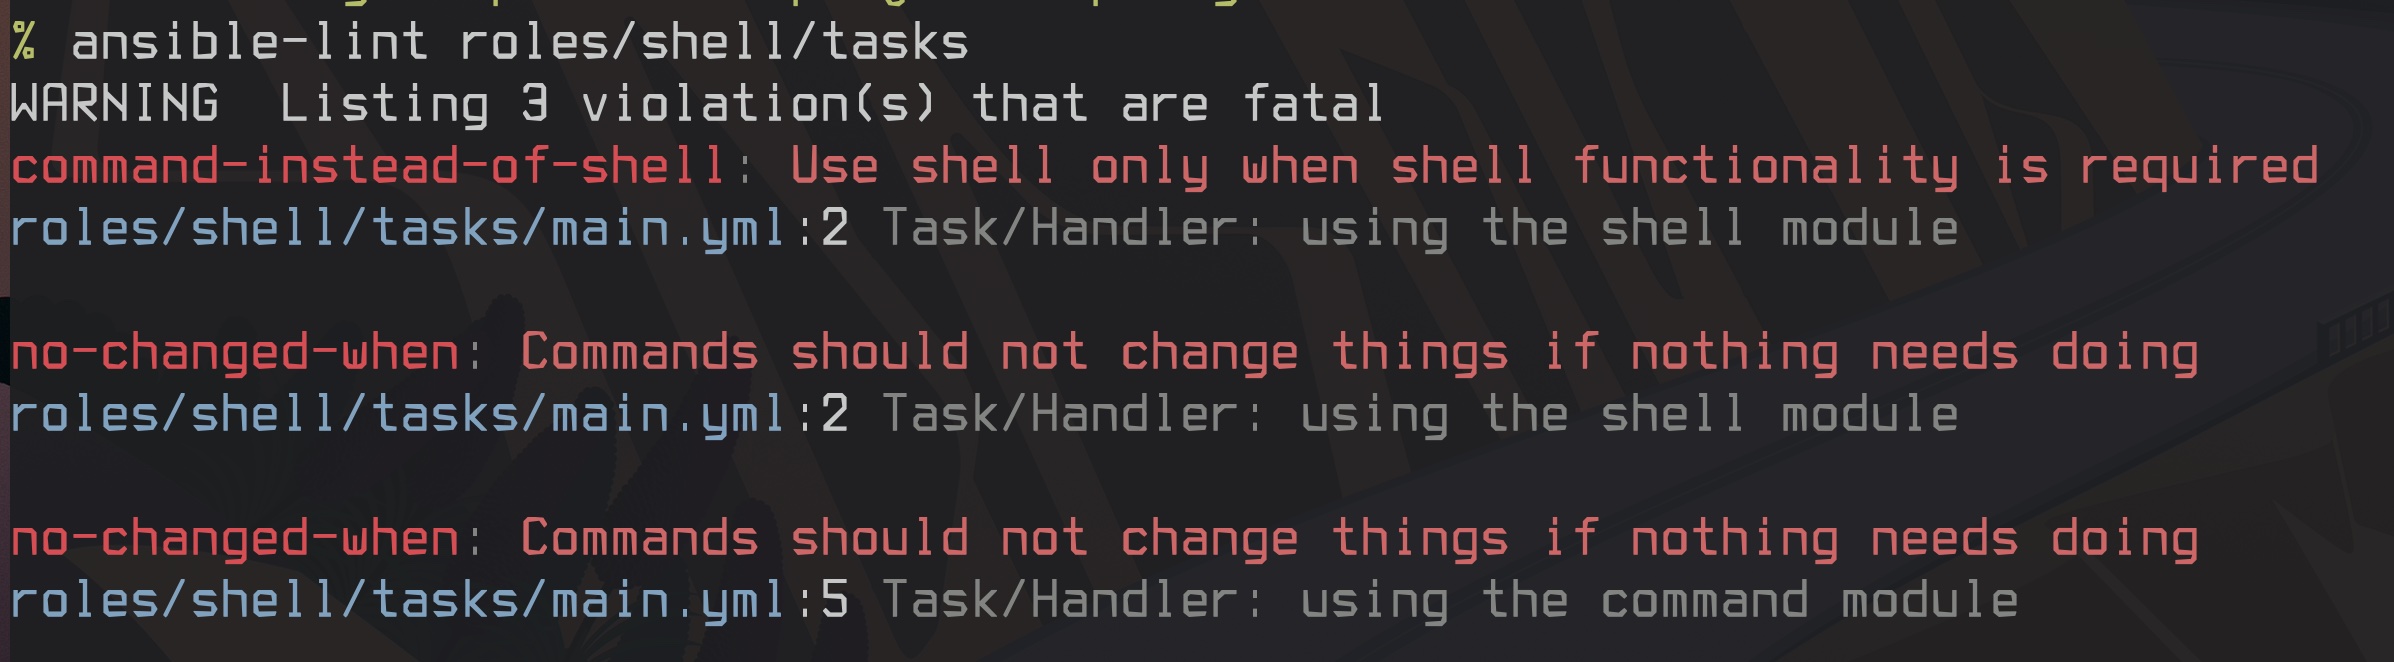 % ansible-lint roles/shell/tasks
WARNING  Listing 3 violation(s) that are fatal
command-instead-of-shell: Use shell only when shell functionality is required
roles/shell/tasks/main.yml:2 Task/Handler: using the shell module
no-changed-when: Commands should not change things if nothing needs doing
roles/shell/tasks/main.yml:2 Task/Handler: using the shell module
no-changed-when: Commands should not change things if nothing needs doing
roles/shell/tasks/main.yml:5 Task/Handler: using the command module